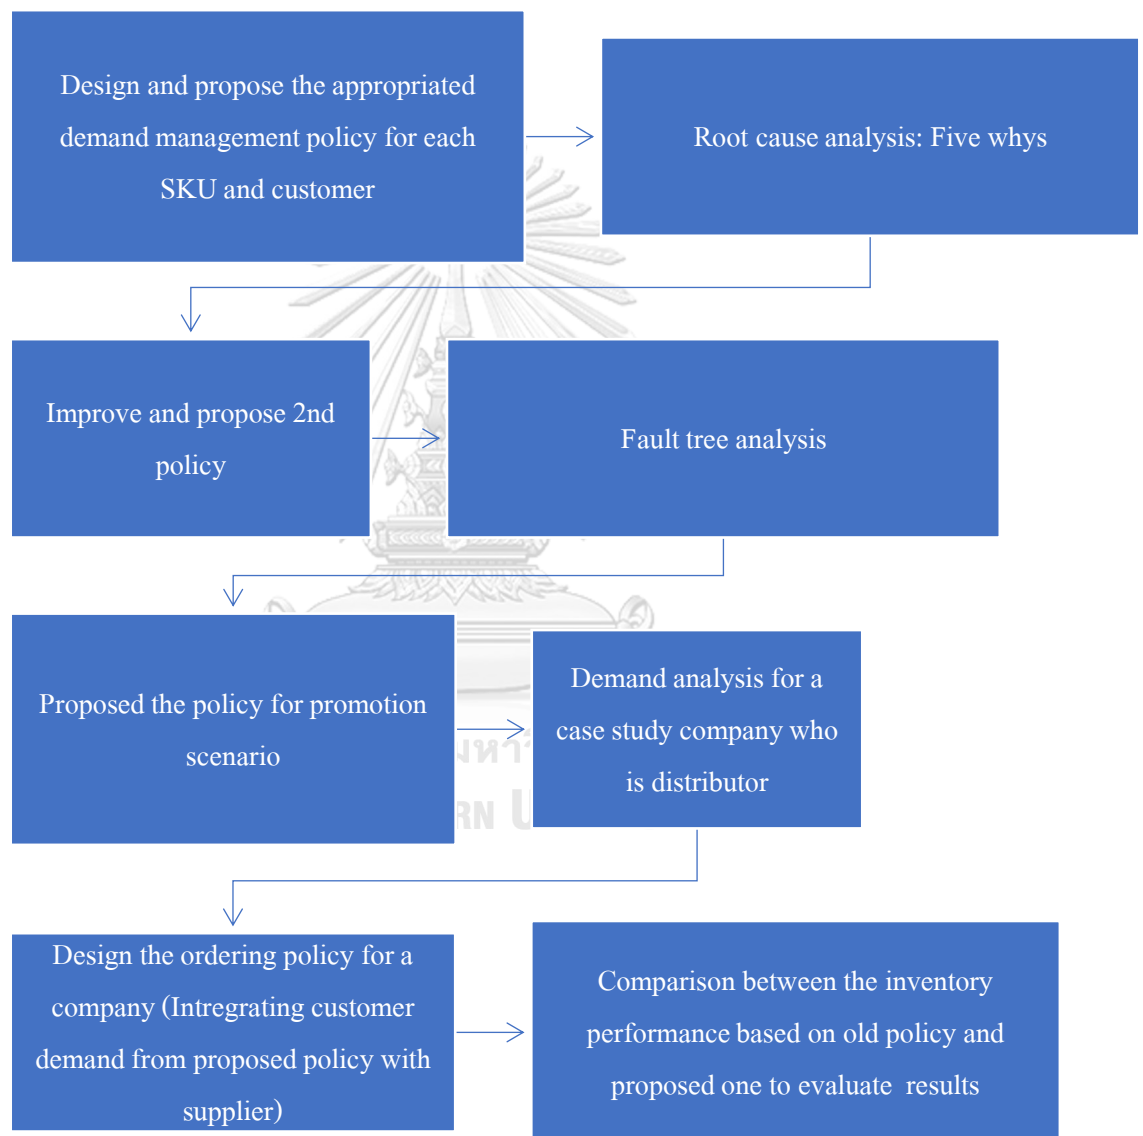 Design and propose the appropriated
demand management policy for each
SKU and customer
Root cause analysis: Five whys
Improve and propose 2nd
policy
Fault tree analysis
Proposed the policy for promotion
scenario
Demand analysis for a
case study company who
is distributor
Design the ordering policy for a
company (Intregrating customer
demand from proposed policy with
supplier)
Comparison between the inventory
performance based on old policy and
proposed one to evaluate results